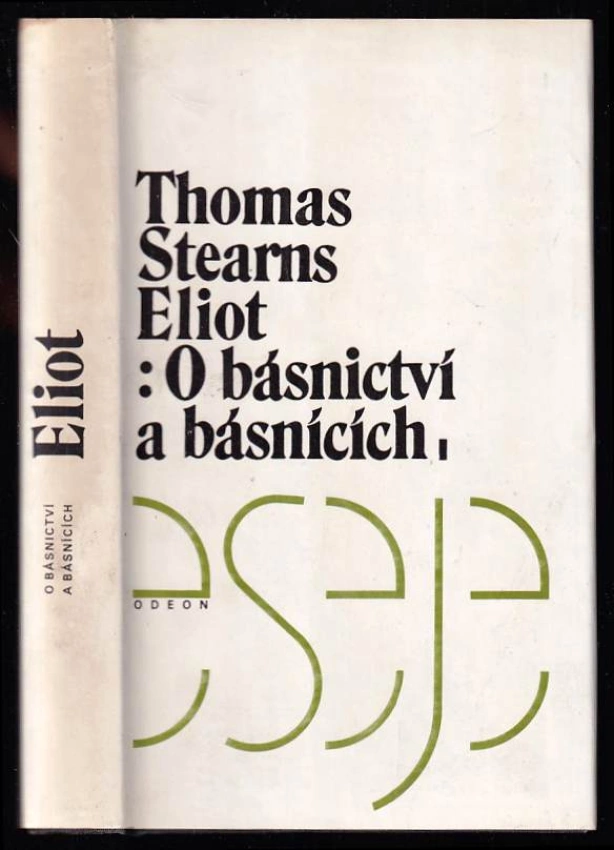 Thomas
Stearns
Eliot
: O básnictví
a básnících
eseje
ODEON
Eliot
O BÁSNICTVÍ
A BÁSNÍCÍCH